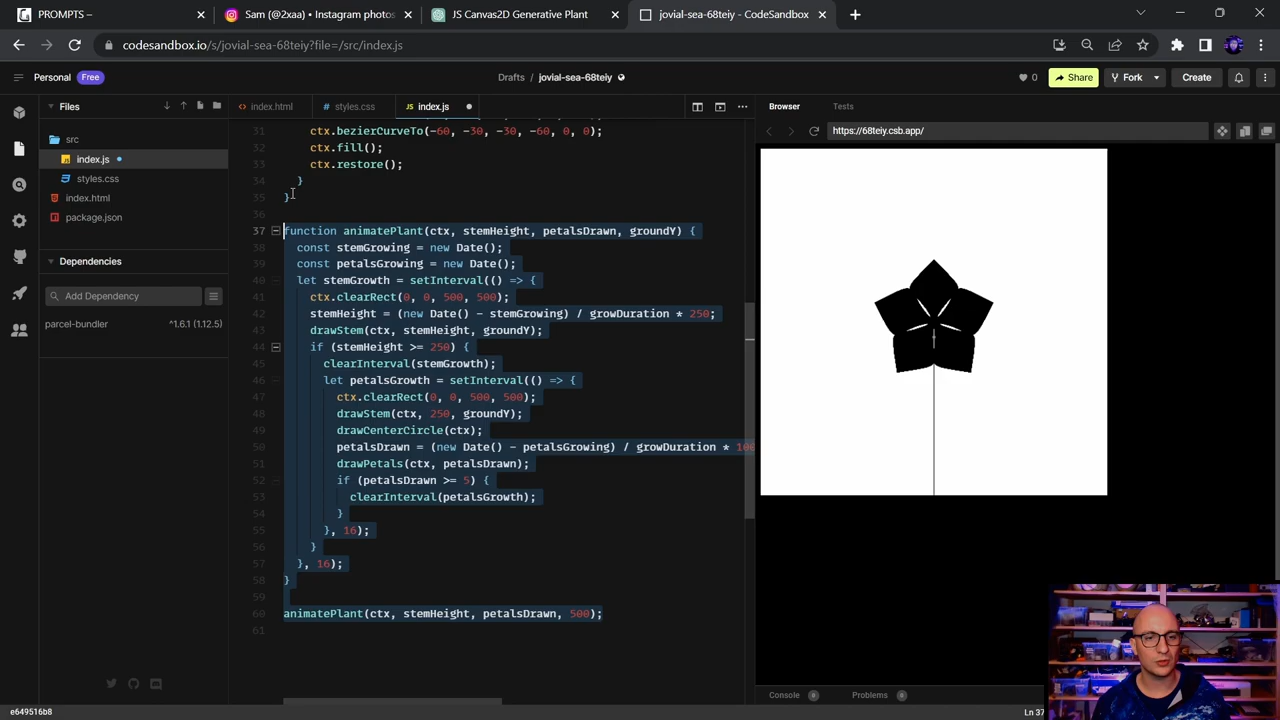 PROMPTS –
Sam (@2xaa) • Instagram photos
JS Canvas2D Generative Plant
jovial-sea-68teiy - CodeSandbox
codesandbox.io/s/jovial-sea-68teiy?file=/src/index.js
Personal Free
Drafts / jovial-sea-68teiy
0
Share
Fork
Create
Files
src
index.js
styles.css
index.html
package.json
Dependencies
Add Dependency
parcel-bundler
^1.6.1 (1.12.5)
index.html
styles.css
index.js
31 ctx.bezierCurveTo(-60, -30, -30, -60, 0, 0);
32 ctx.fill();
33 ctx.restore();
34 }
35 }
36
37 function animatePlant(ctx, stemHeight, petalsDrawn, groundY) {
38 const stemGrowing = new Date();
39 const petalsGrowing = new Date();
40 let stemGrowth = setInterval(() => {
41 ctx.clearRect(0, 0, 500, 500);
42 stemHeight = (new Date() - stemGrowing) / growDuration * 250;
43 drawStem(ctx, stemHeight, groundY);
44 if (stemHeight >= 250) {
45 clearInterval(stemGrowth);
46 let petalsGrowth = setInterval(() => {
47 ctx.clearRect(0, 0, 500, 500);
48 drawStem(ctx, 250, groundY);
49 drawCenterCircle(ctx);
50 petalsDrawn = (new Date() - petalsGrowing) / growDuration * 100
51 drawPetals(ctx, petalsDrawn);
52 if (petalsDrawn >= 5) {
53 clearInterval(petalsGrowth);
54 }
55 }, 16);
56 }
57 }, 16);
58 }
59
60 animatePlant(ctx, stemHeight, petalsDrawn, 500);
61
Browser
Tests
https://68teiy.csb.app/
Console 0
Problems 0
e649516b8
Ln 37